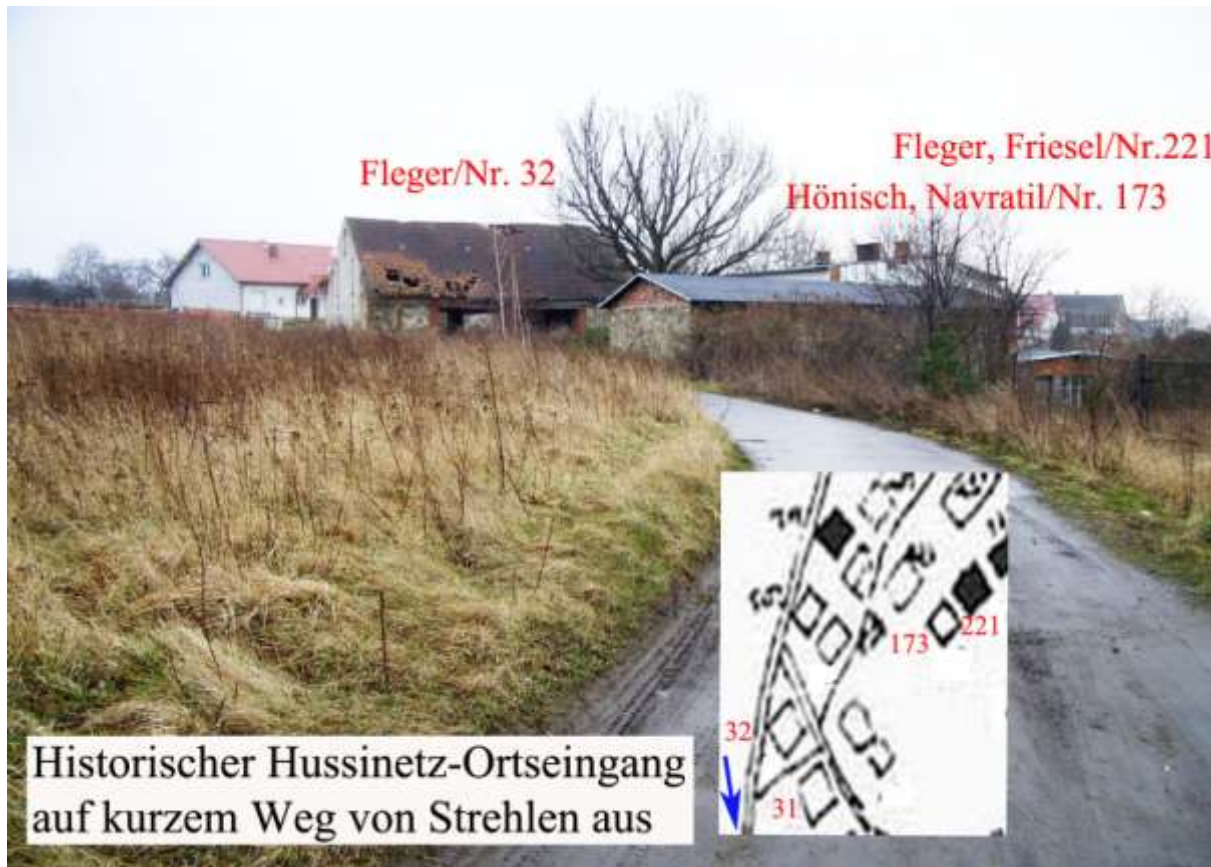 Fleger/Nr. 32
Fleger, Friesel/Nr.221
Hönisch, Navratil/Nr. 173
173
221
32
31
Historischer Hussinetz-Ortseingang
auf kurzem Weg von Strehlen aus